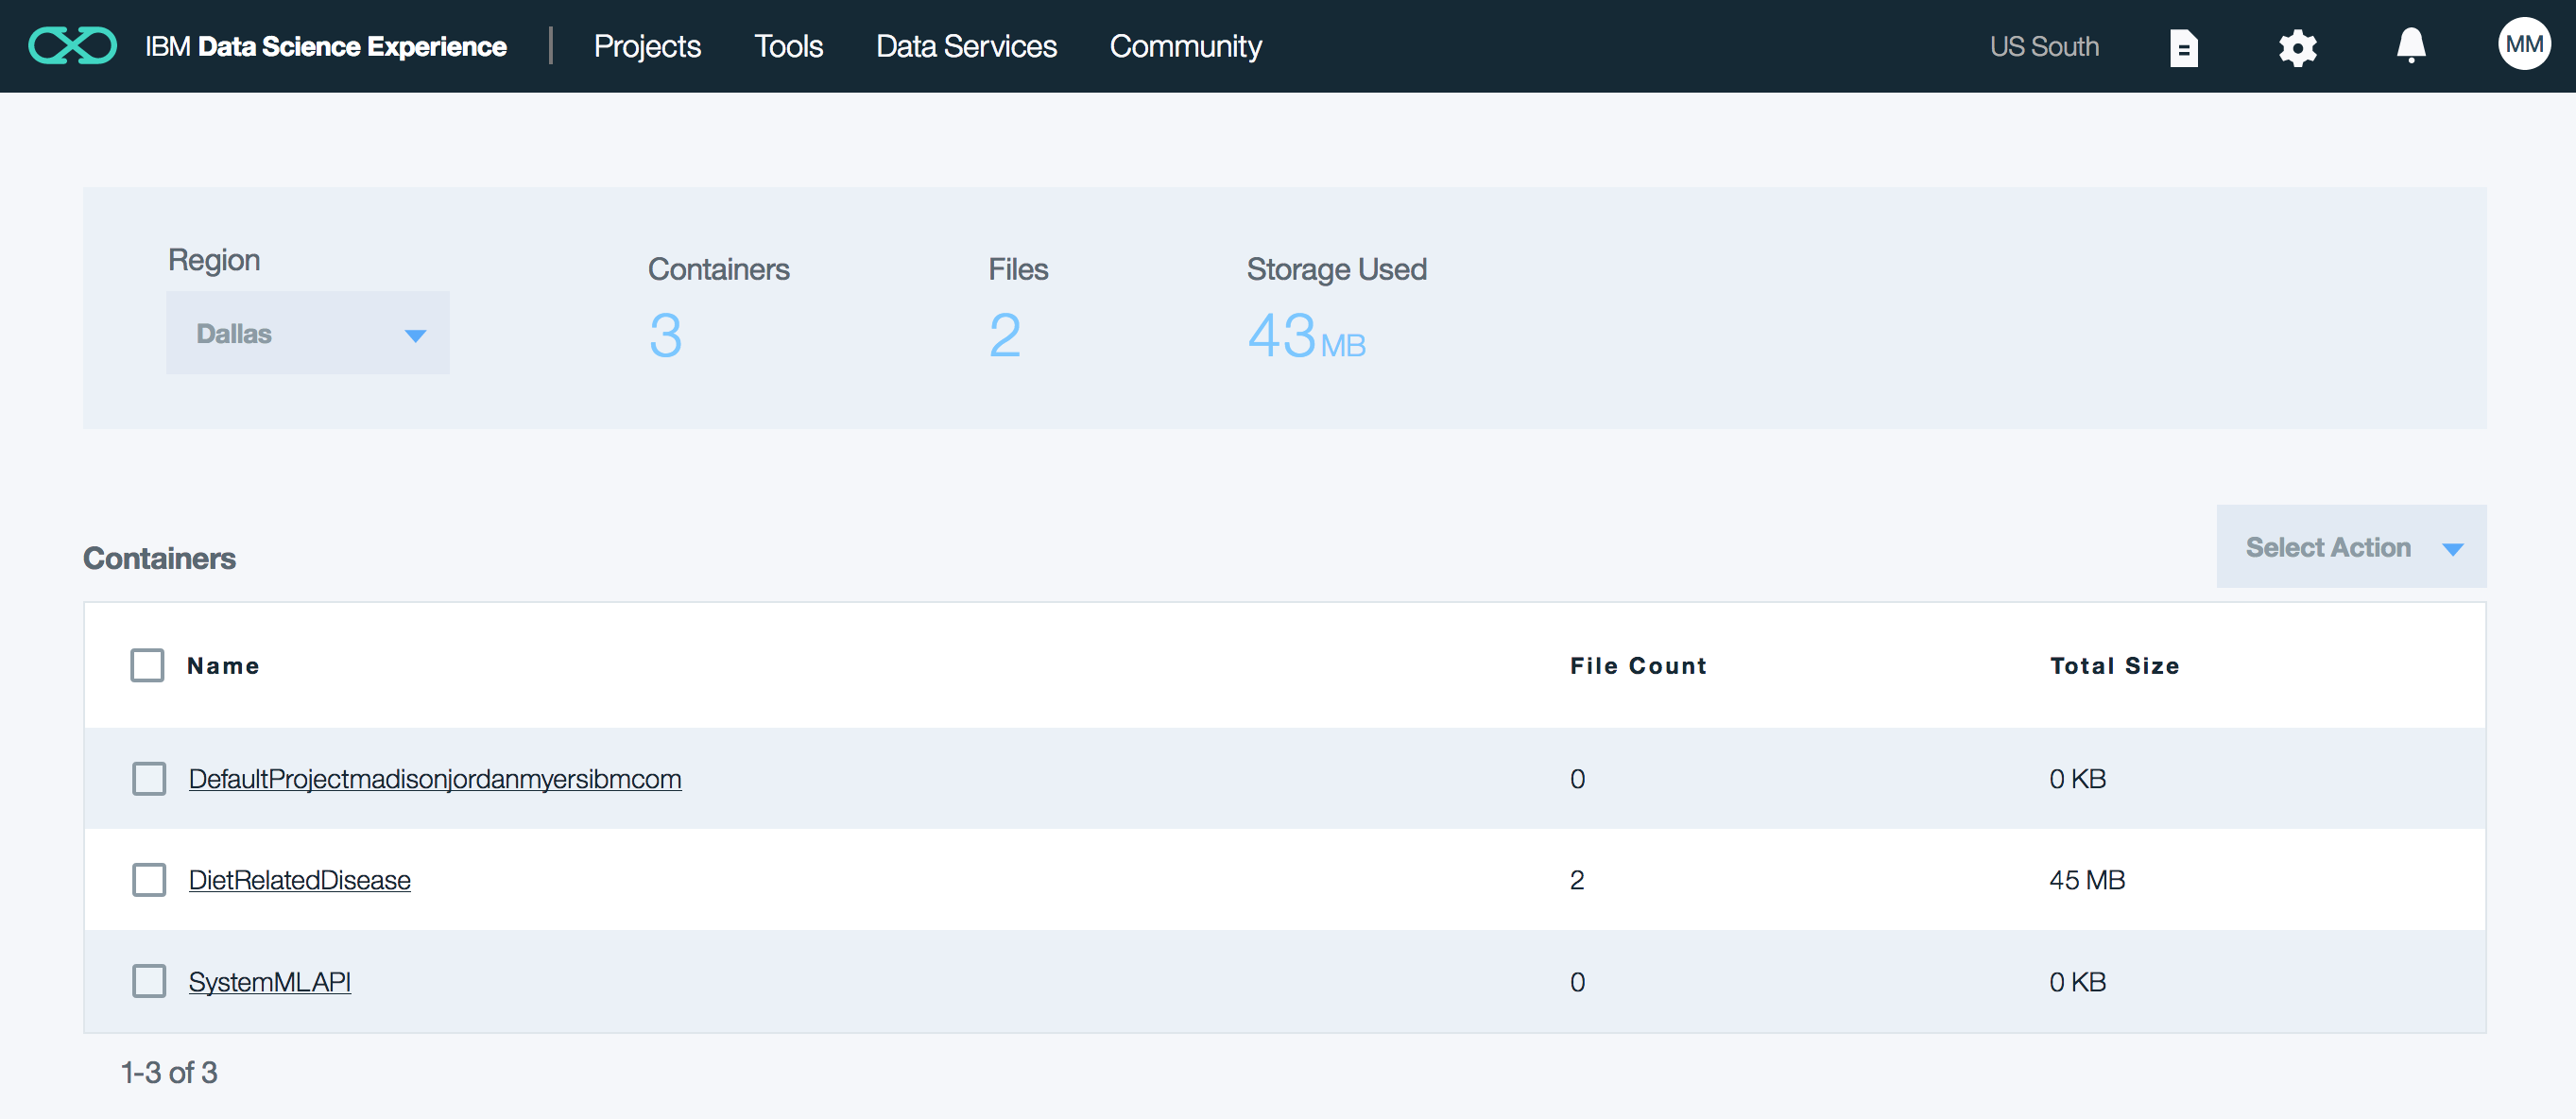 IBM Data Science Experience Projects Tools Data Services Community US South MM
Region Containers Files Storage Used
Dallas 3 2 43 MB
Containers Select Action
Name File Count Total Size
DefaultProjectmadisonjordanmyersibmcom 0 0 KB
DietRelatedDisease 2 45 MB
SystemMLAPI 0 0 KB
1-3 of 3